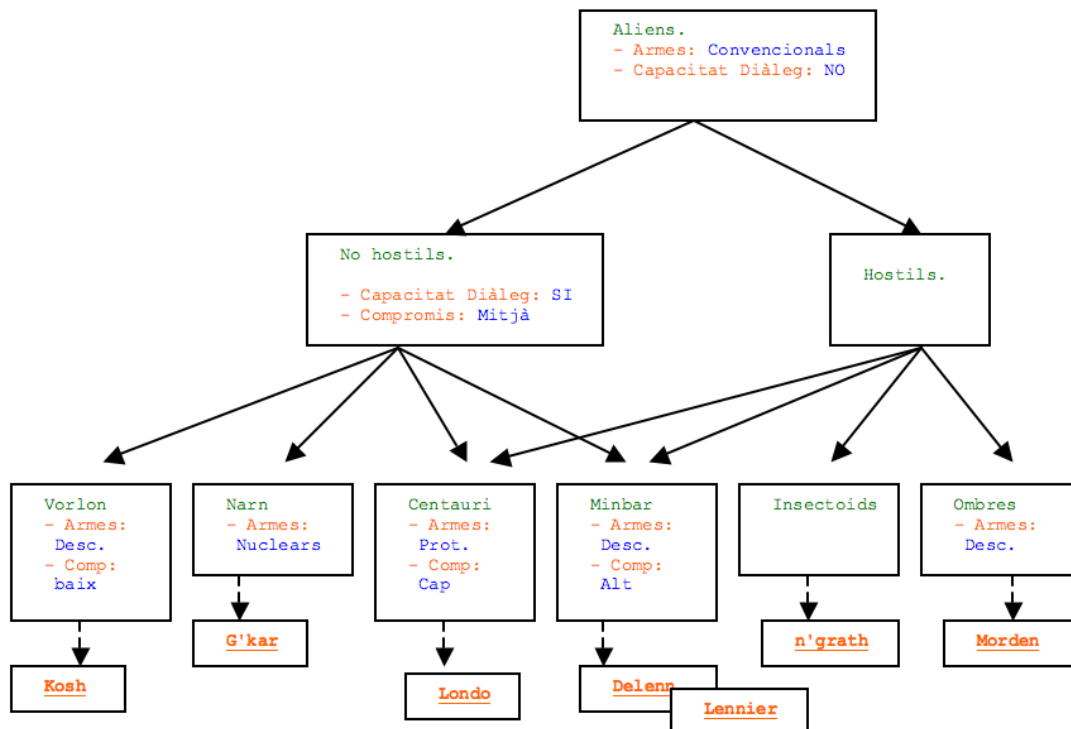 Aliens.
- Armes: Convencionals
- Capacitat Diàleg: NO
No hostils.
- Capacitat Diàleg: SI
- Compromis: Mitjà
Hostils.
Vorlon
- Armes:
Desc.
- Comp:
baix
Narn
- Armes:
Nuclears
Centauri
- Armes:
Prot.
- Comp:
Cap
Minbar
- Armes:
Desc.
- Comp:
Alt
Insectoids
Ombres
- Armes:
Desc.
Kosh
G'kar
Londo
Delenn
Lennier
n'grath
Morden